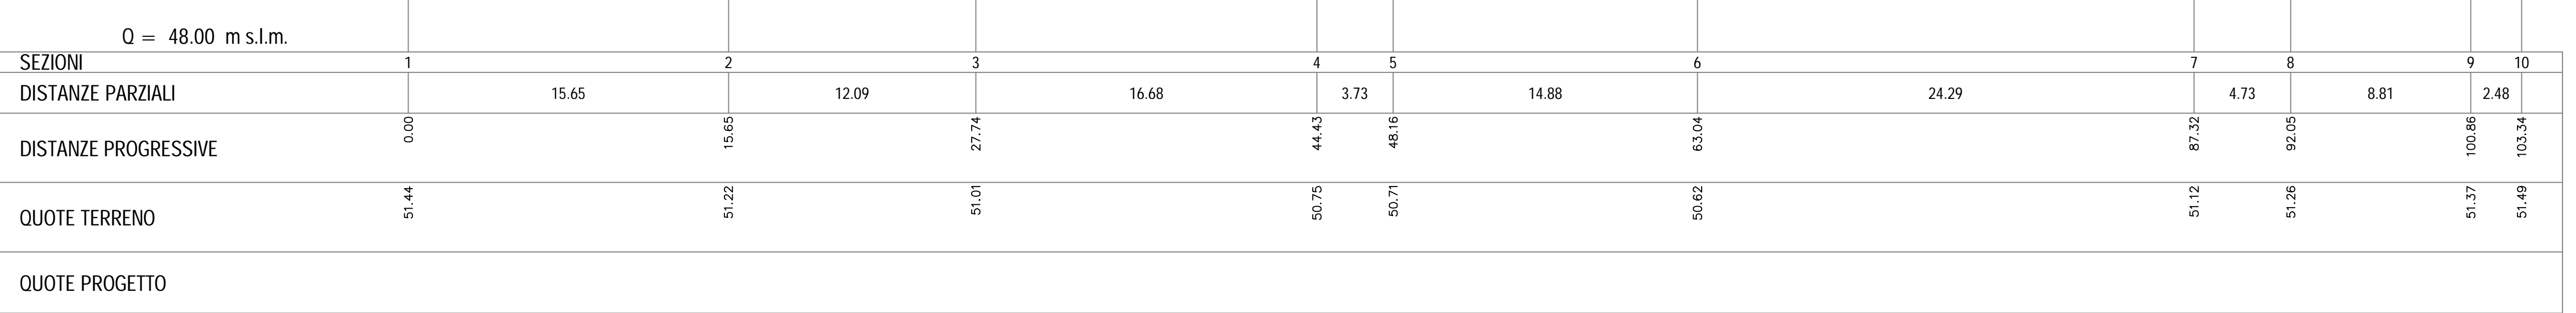 Q = 48.00 m s.l.m.
SEZIONI 1 2 3 4 5 6 7 8 9 10
DISTANZE PARZIALI 15.65 12.09 16.68 3.73 14.88 24.29 4.73 8.81 2.48
DISTANZE PROGRESSIVE 0.00 15.65 27.74 44.43 48.16 63.04 87.32 92.05 100.86 103.34
QUOTE TERRENO 51.44 51.22 51.01 50.75 50.71 50.62 51.12 51.26 51.37 51.49
QUOTE PROGETTO